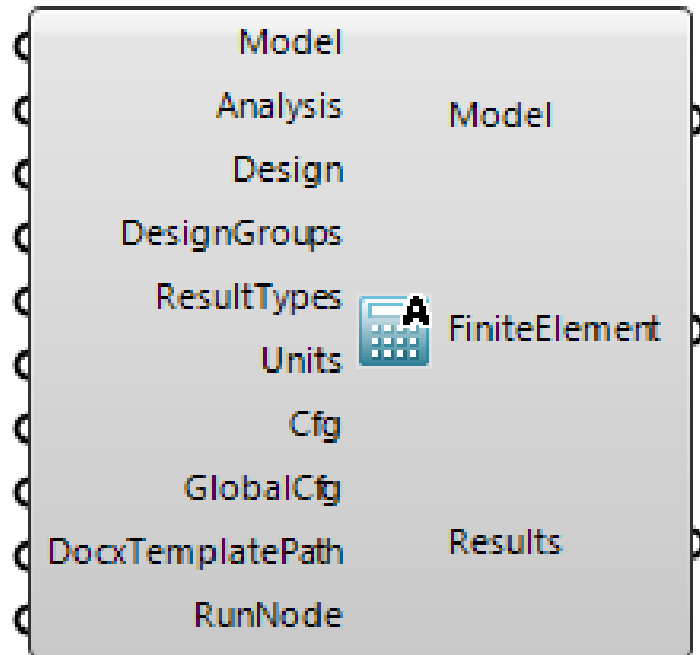 Model
Analysis
Design
DesignGroups
ResultTypes
Units
Cfg
GlobalCfg
DocxTemplatePath
RunNode
A
Model
FiniteElement
Results